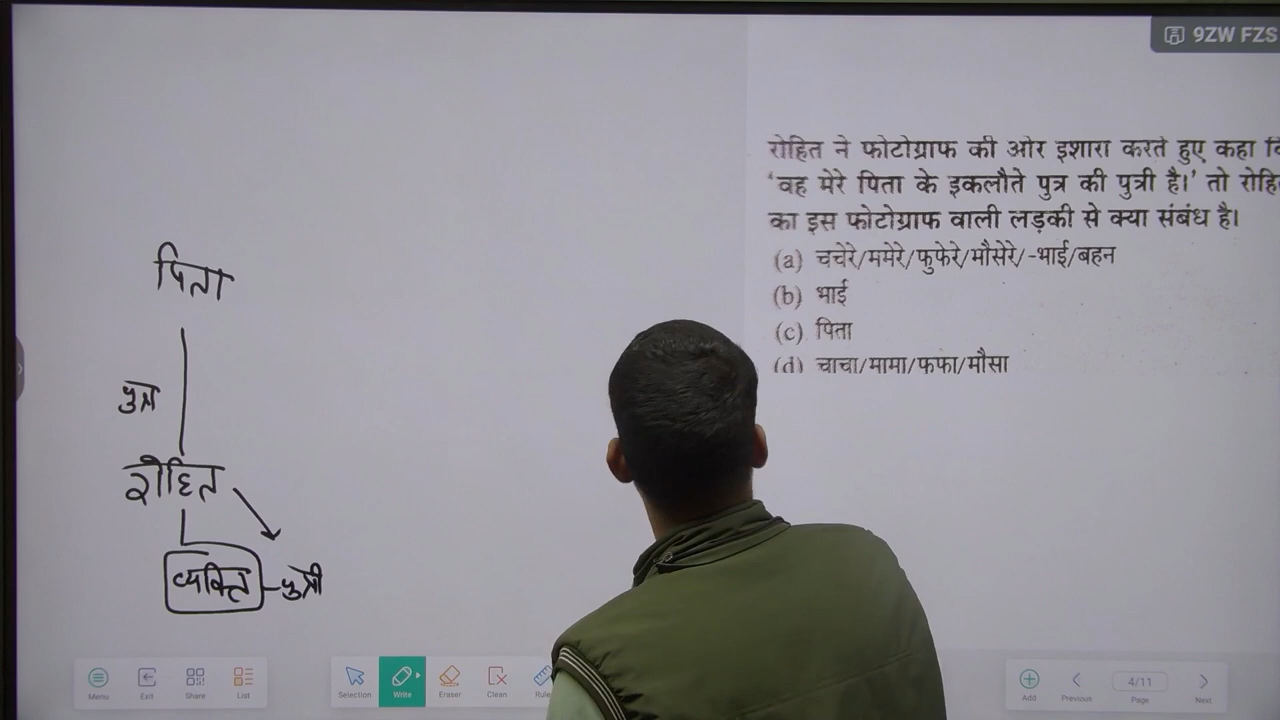 9ZW FZS
रोहित ने फोटोग्राफ की ओर इशारा करते हुए कहा
'वह मेरे पिता के इकलौते पुत्र की पुत्री है।' तो
का इस फोटोग्राफ वाली लड़की से क्या संबंध है।
(a) चचेरे/ममेरे/फुफेरे/मौसेरे/-भाई/बहन
(b) भाई
(c) पिता
(d) चाचा/मामा/फफा/मौसा
पिता
पुत्र
रोहित
व्यक्ति - पुत्री
Menu Exit Share List
Selection Write Eraser Clean
Add Previous 4/11 Page Next